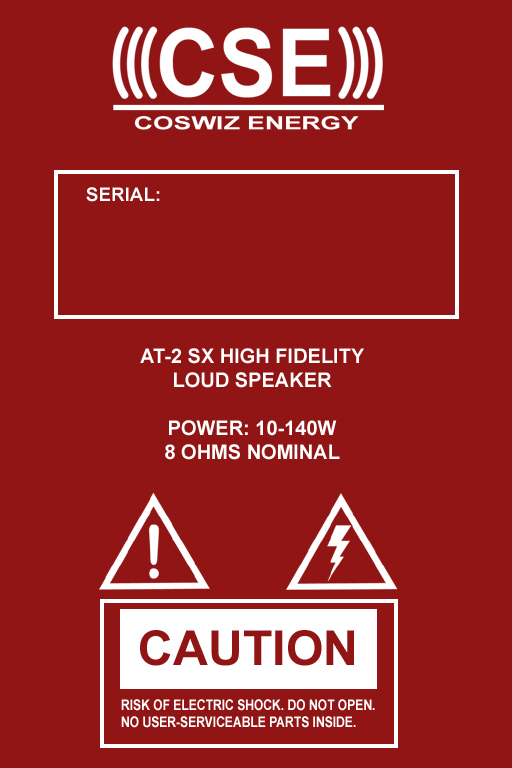 CSE
COSWIZ ENERGY
SERIAL:
AT-2 SX HIGH FIDELITY
LOUD SPEAKER
POWER: 10-140W
8 OHMS NOMINAL
CAUTION
RISK OF ELECTRIC SHOCK. DO NOT OPEN.
NO USER-SERVICEABLE PARTS INSIDE.